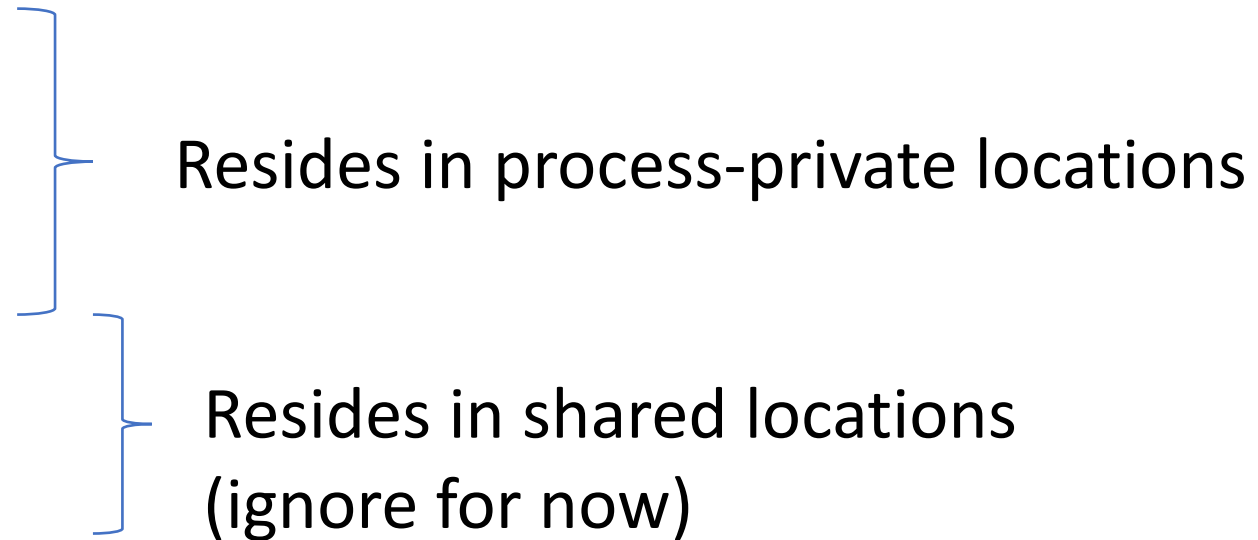 Resides in process-private locations
Resides in shared locations
(ignore for now)